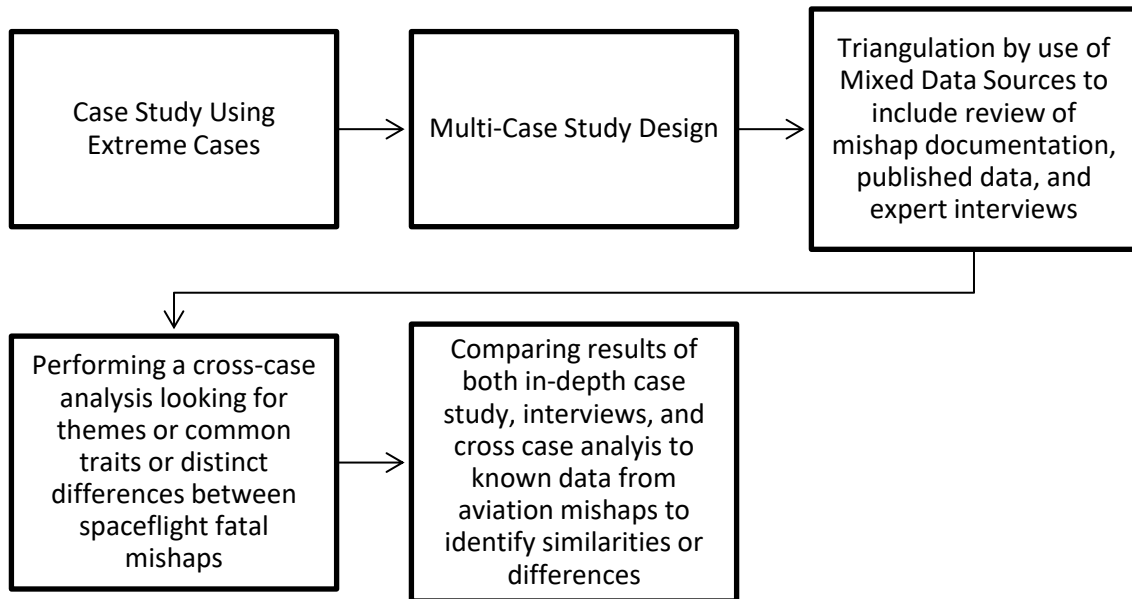 Case Study Using
Extreme Cases
Multi-Case Study Design
Triangulation by use of
Mixed Data Sources to
include review of
mishap documentation,
published data, and
expert interviews
Performing a cross-case
analysis looking for
themes or common
traits or distinct
differences between
spaceflight fatal
mishaps
Comparing results of
both in-depth case
study, interviews, and
cross case analyis to
known data from
aviation mishaps to
identify similarities or
differences